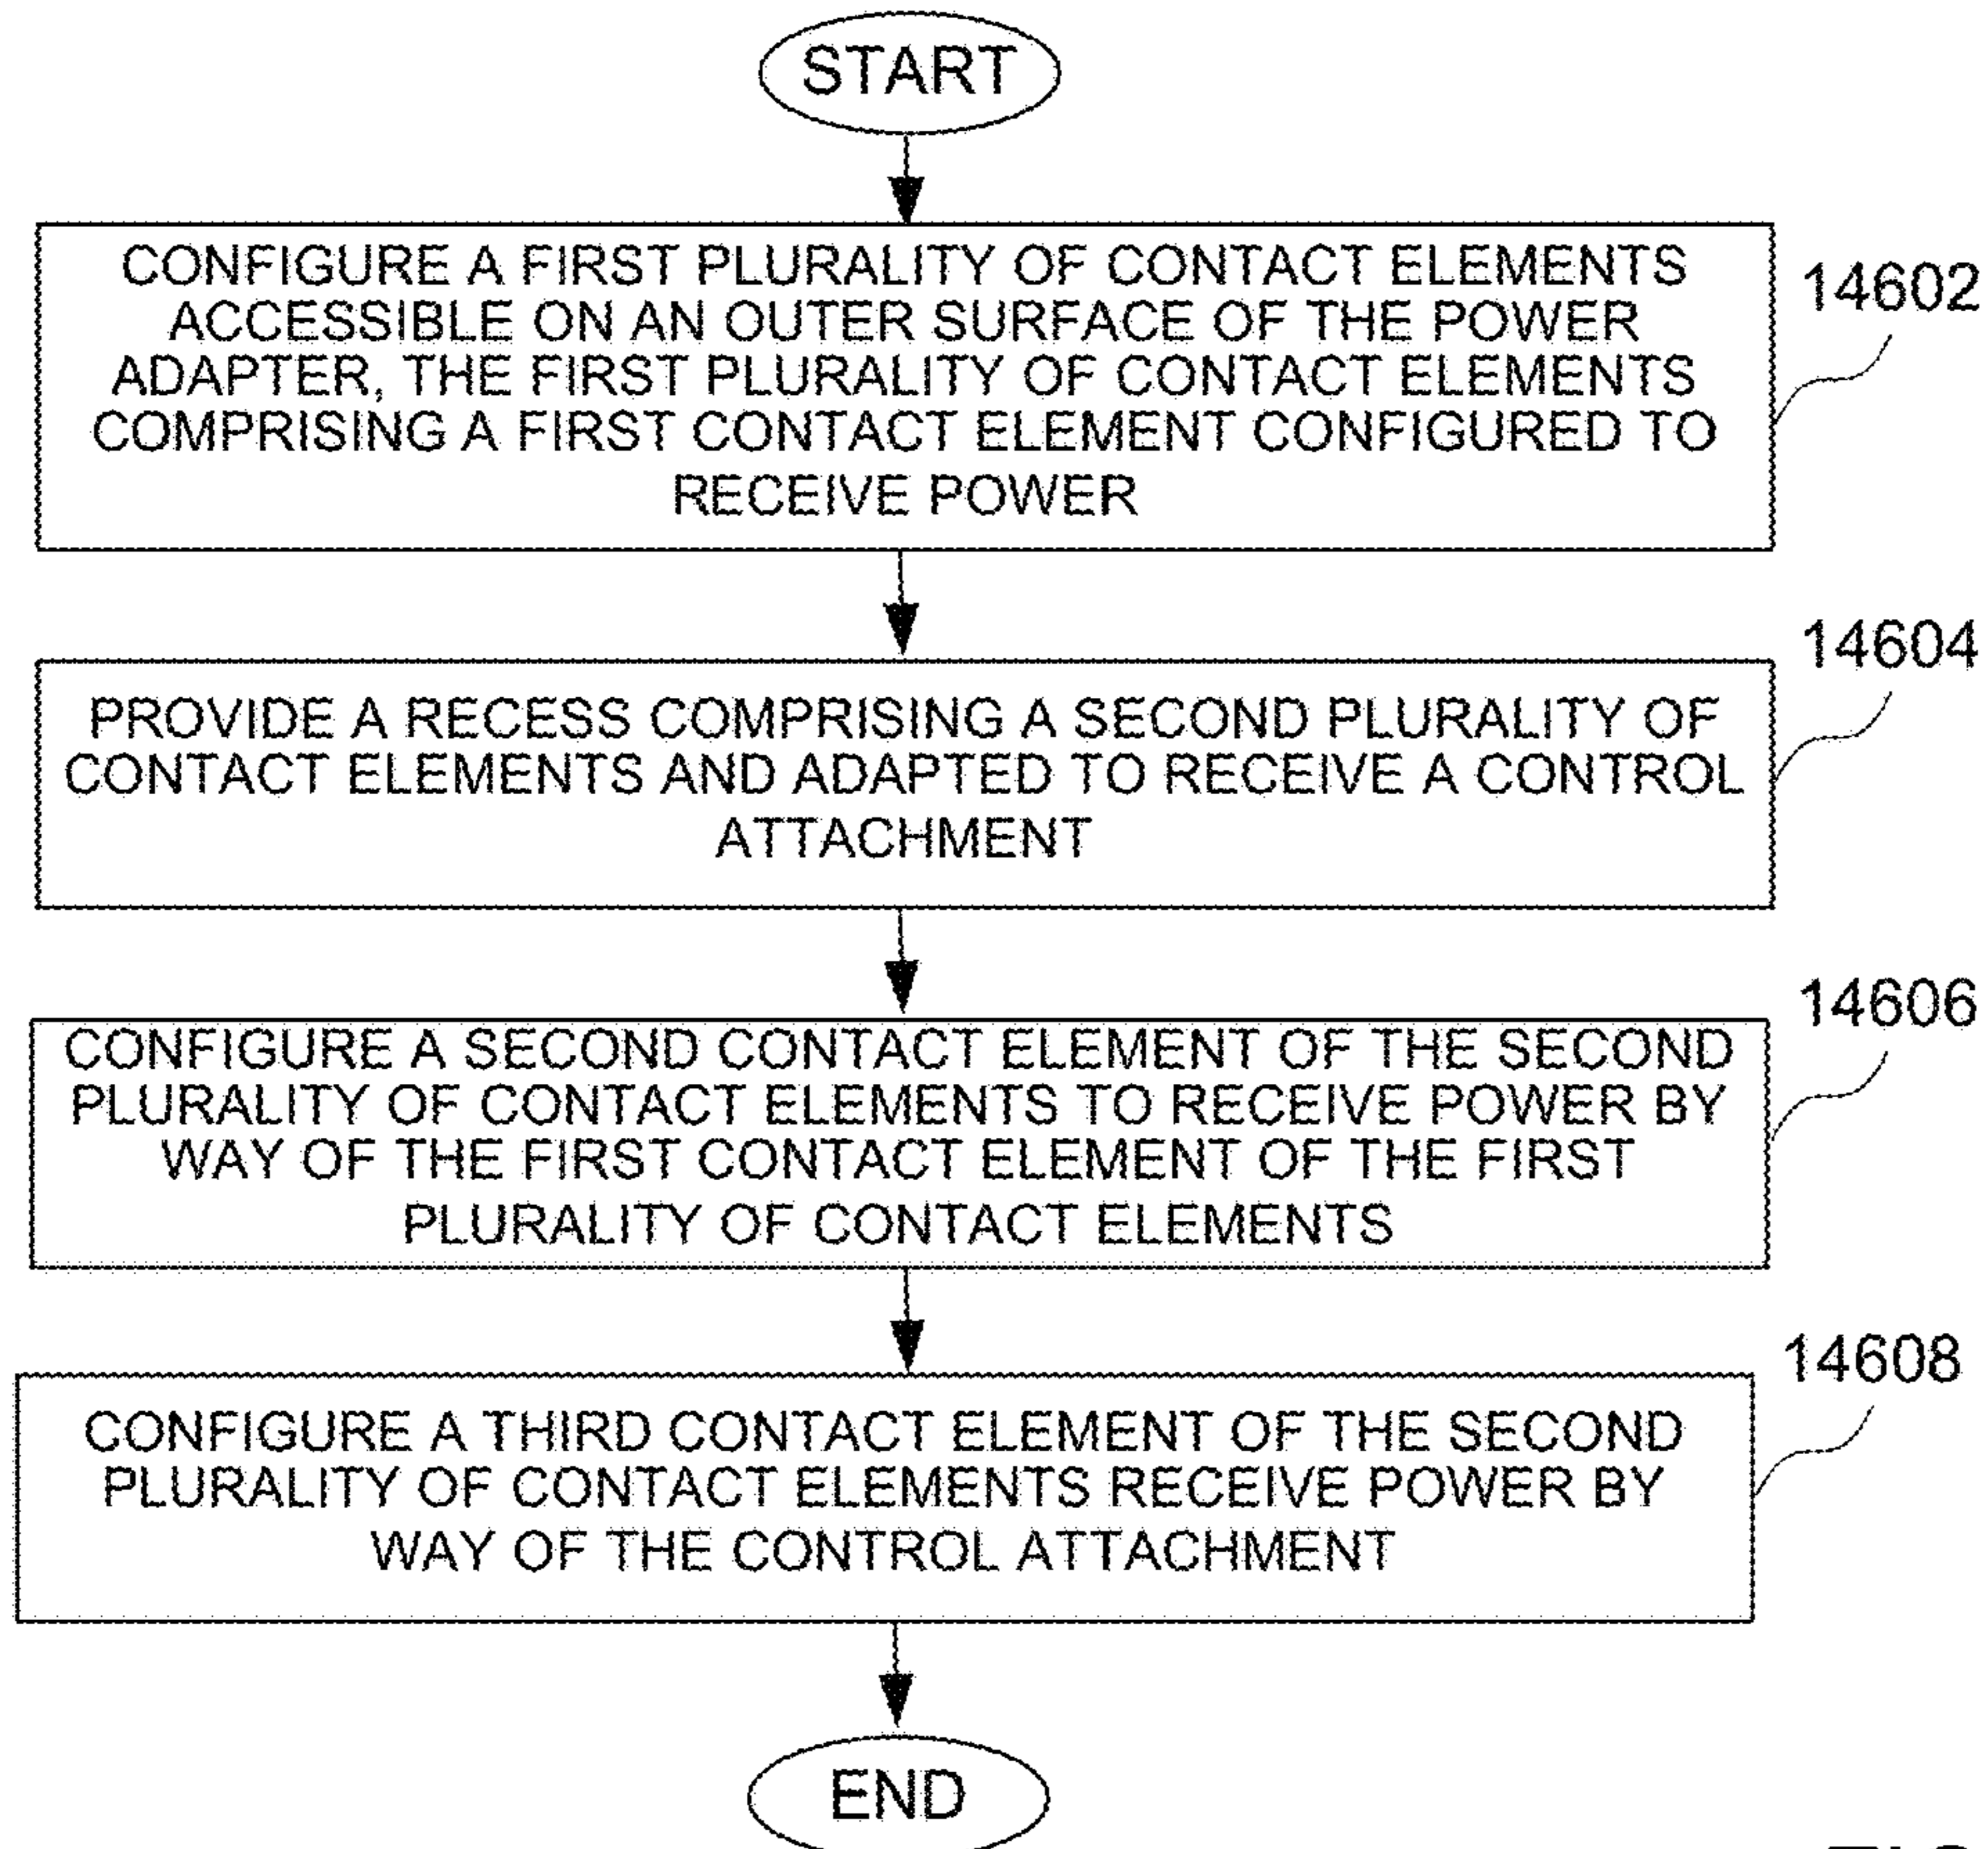 START
CONFIGURE A FIRST PLURALITY OF CONTACT ELEMENTS
ACCESSIBLE ON AN OUTER SURFACE OF THE POWER
ADAPTER, THE FIRST PLURALITY OF CONTACT ELEMENTS
COMPRISING A FIRST CONTACT ELEMENT CONFIGURED TO
RECEIVE POWER
14602
PROVIDE A RECESS COMPRISING A SECOND PLURALITY OF
CONTACT ELEMENTS AND ADAPTED TO RECEIVE A CONTROL
ATTACHMENT
14604
CONFIGURE A SECOND CONTACT ELEMENT OF THE SECOND
PLURALITY OF CONTACT ELEMENTS TO RECEIVE POWER BY
WAY OF THE FIRST CONTACT ELEMENT OF THE FIRST
PLURALITY OF CONTACT ELEMENTS
14606
CONFIGURE A THIRD CONTACT ELEMENT OF THE SECOND
PLURALITY OF CONTACT ELEMENTS RECEIVE POWER BY
WAY OF THE CONTROL ATTACHMENT
14608
END